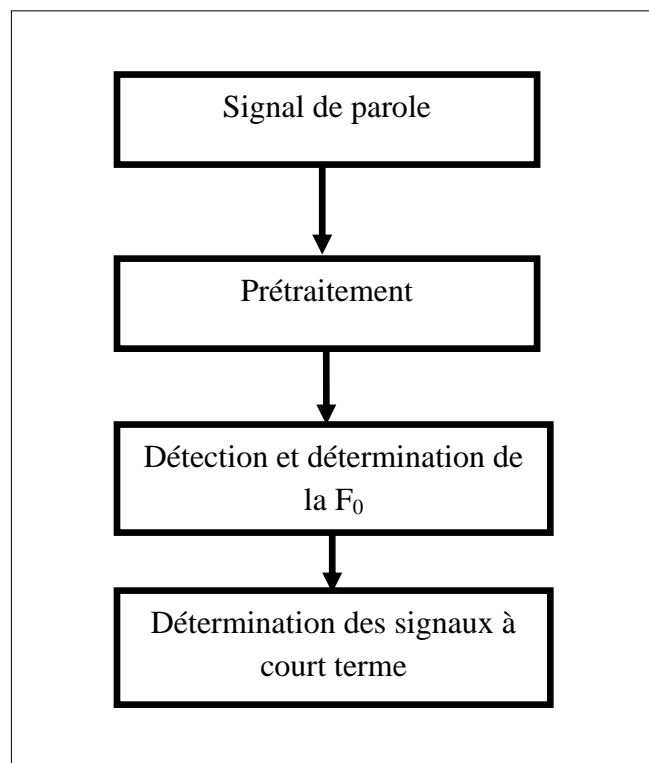 Signal de parole
Prétraitement
Détection et détermination de
la F₀
Détermination des signaux à
court terme